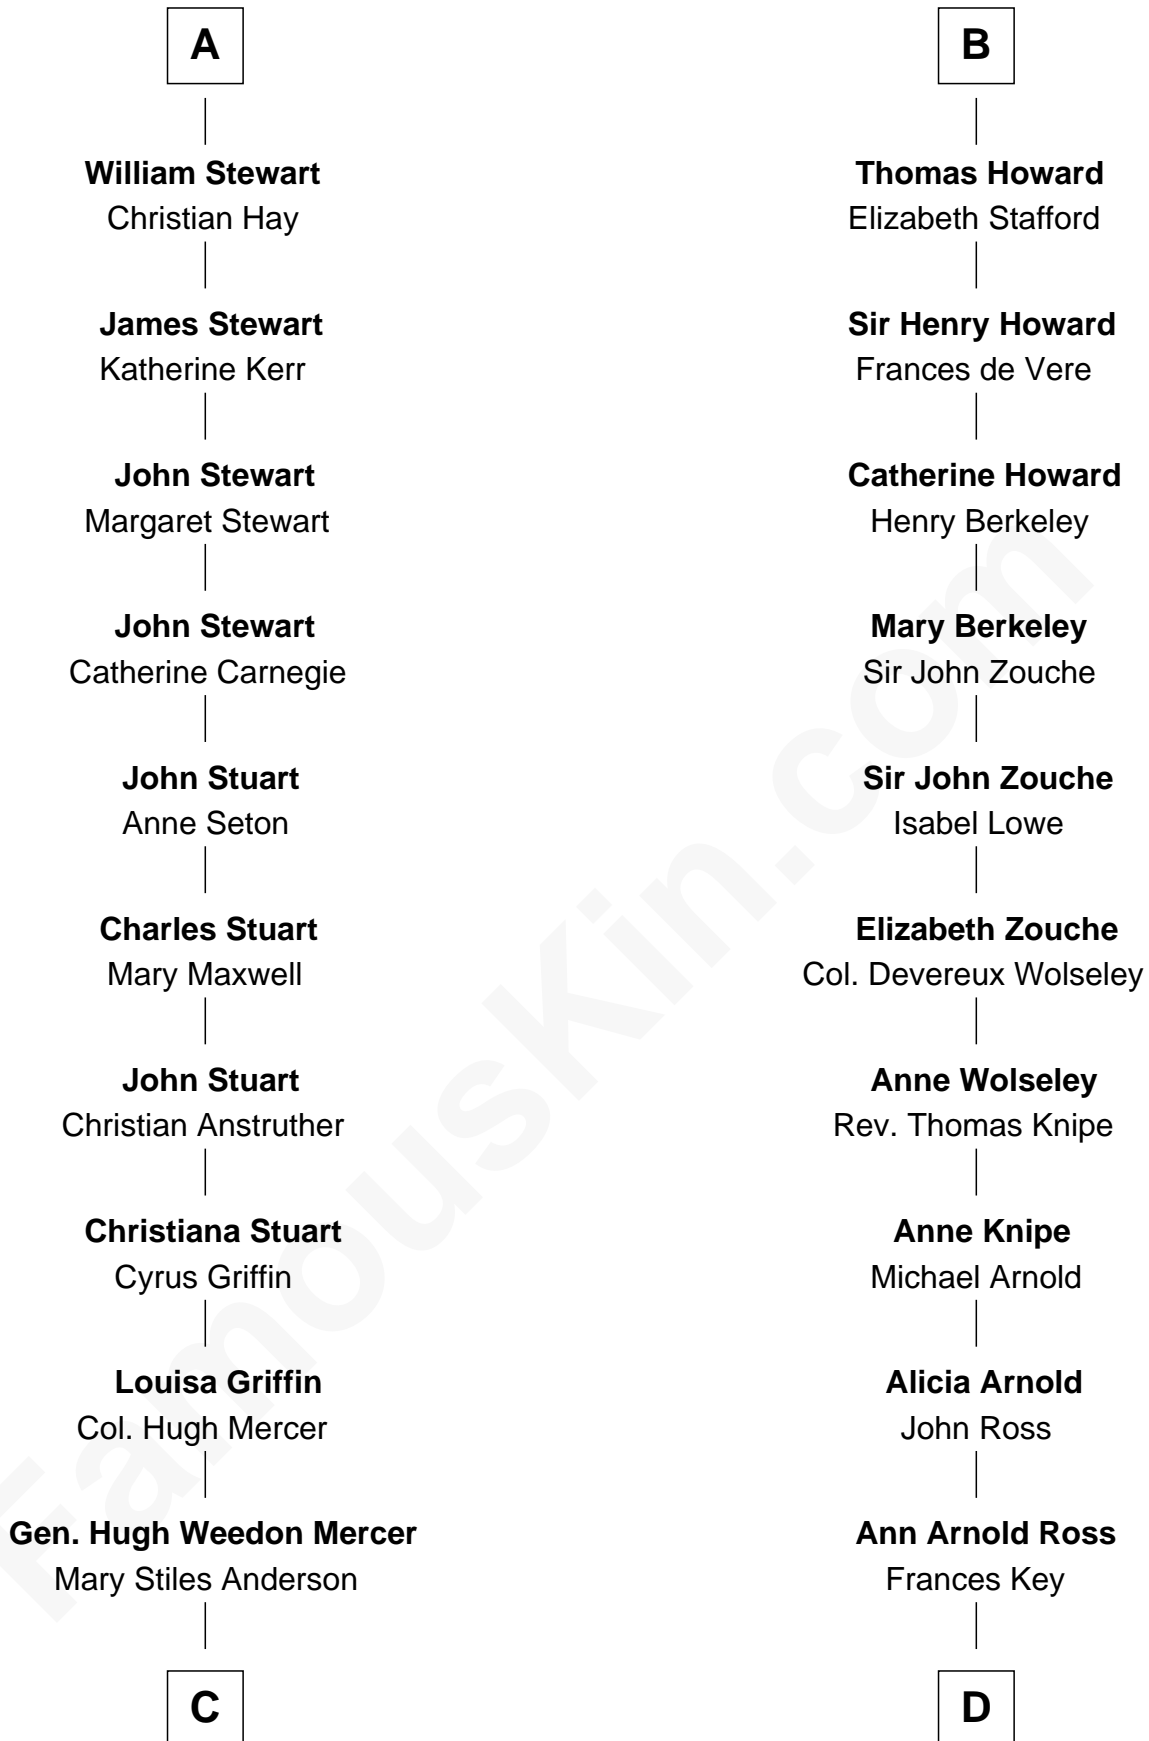 A
William Stewart
Christian Hay
James Stewart
Katherine Kerr
John Stewart
Margaret Stewart
John Stewart
Catherine Carnegie
John Stuart
Anne Seton
Charles Stuart
Mary Maxwell
John Stuart
Christian Anstruther
Christiana Stuart
Cyrus Griffin
Louisa Griffin
Col. Hugh Mercer
Gen. Hugh Weedon Mercer
Mary Stiles Anderson
C
B
Thomas Howard
Elizabeth Stafford
Sir Henry Howard
Frances de Vere
Catherine Howard
Henry Berkeley
Mary Berkeley
Sir John Zouche
Sir John Zouche
Isabel Lowe
Elizabeth Zouche
Col. Devereux Wolseley
Anne Wolseley
Rev. Thomas Knipe
Anne Knipe
Michael Arnold
Alicia Arnold
John Ross
Ann Arnold Ross
Frances Key
D
FamousKin.com